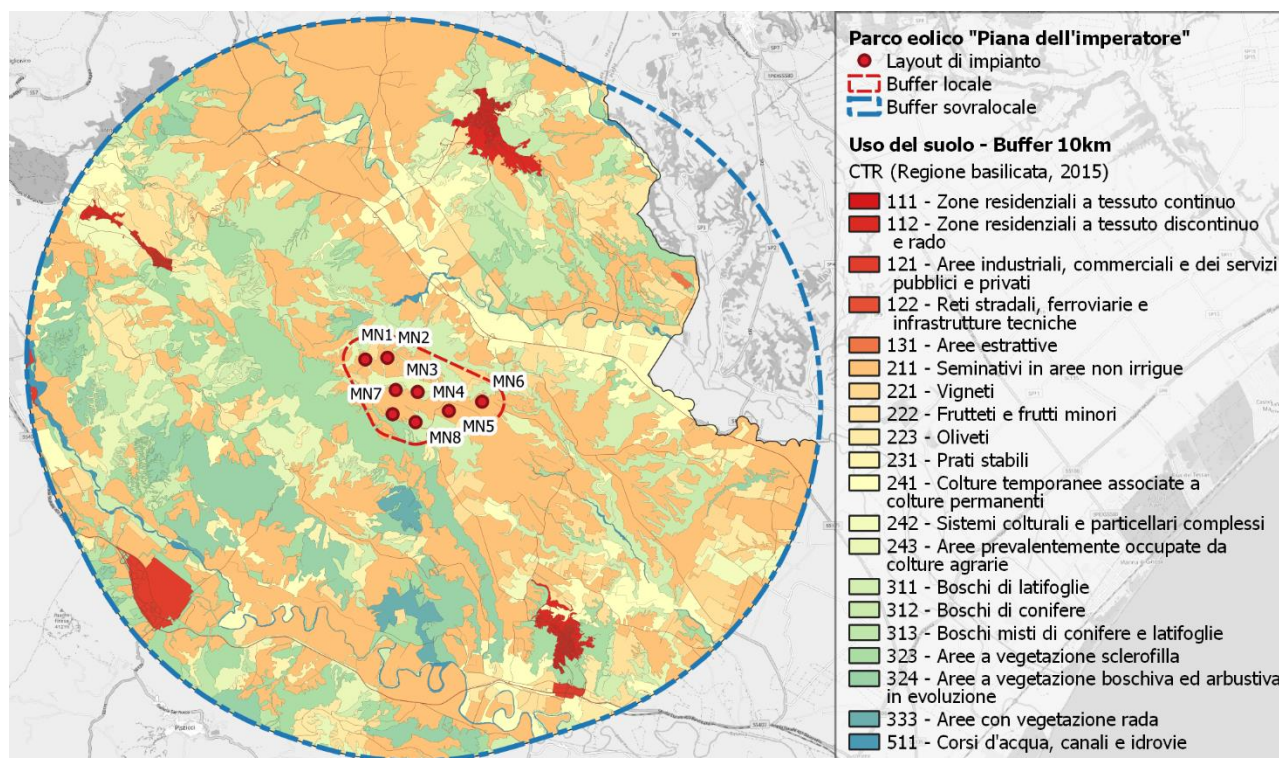 Parco eolico "Piana dell'imperatore"
Layout di impianto
Buffer locale
Buffer sovralocale
Uso del suolo - Buffer 10km
CTR (Regione basilicata, 2015)
111 - Zone residenziali a tessuto continuo
112 - Zone residenziali a tessuto discontinuo
e rado
121 - Aree industriali, commerciali e dei servizi
pubblici e privati
122 - Reti stradali, ferroviarie e
infrastrutture tecniche
131 - Aree estrattive
211 - Seminativi in aree non irrigue
221 - Vigneti
222 - Frutteti e frutti minori
223 - Oliveti
231 - Prati stabili
241 - Colture temporanee associate a
colture permanenti
242 - Sistemi colturali e particellari complessi
243 - Aree prevalentemente occupate da
colture agrarie
311 - Boschi di latifoglie
312 - Boschi di conifere
313 - Boschi misti di conifere e latifoglie
323 - Aree a vegetazione sclerofilla
324 - Aree a vegetazione boschiva ed arbustiva
in evoluzione
333 - Aree con vegetazione rada
511 - Corsi d'acqua, canali e idrovie
MN1
MN2
MN3
MN7
MN4
MN6
MN5
MN8
Pisticci